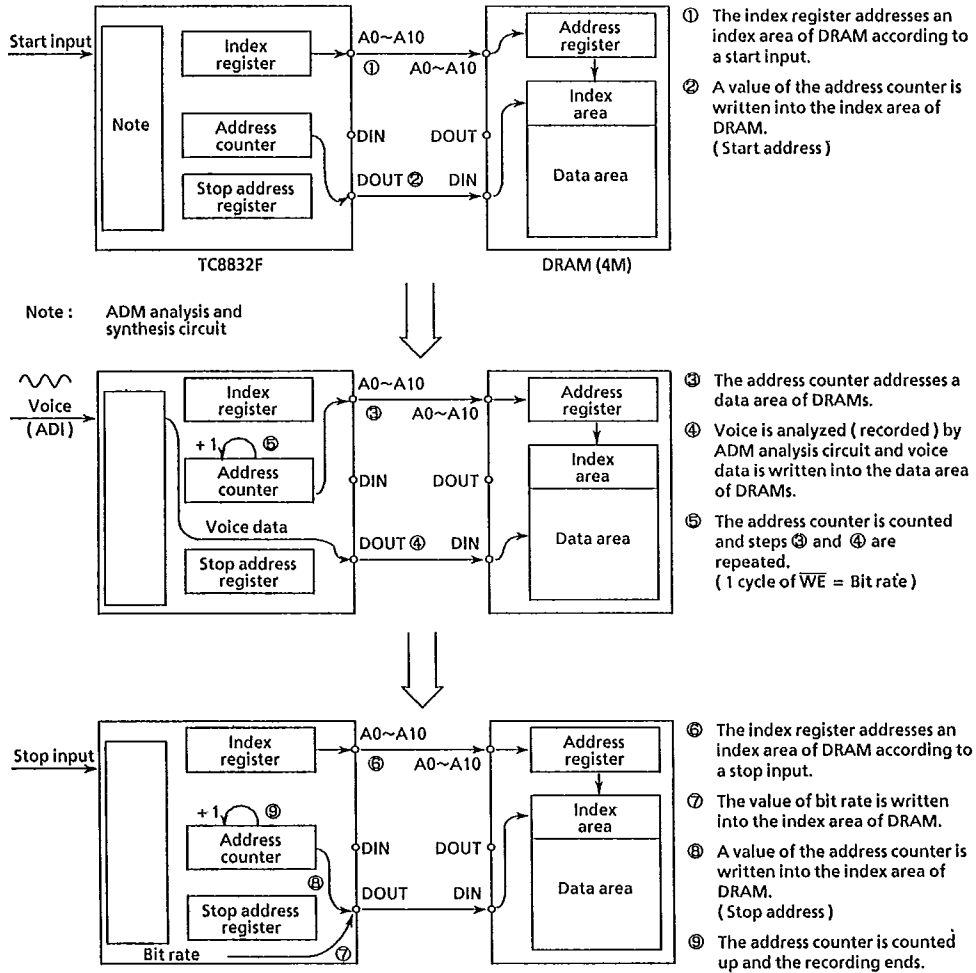 Start input
Note
Index
register
Address
counter
Stop address
register
A0~A10
①
A0~A10
DIN
DOUT
DOUT ②
DIN
Address
register
Index
area
Data area
TC8832F
DRAM (4M)
① The index register addresses an
index area of DRAM according to
a start input.
② A value of the address counter is
written into the index area of
DRAM.
( Start address )
Note :
ADM analysis and
synthesis circuit
Voice
( ADI )
Index
register
+ 1
⑤
Address
counter
Voice data
Stop address
register
A0~A10
③
A0~A10
DIN
DOUT
DOUT ④
DIN
Address
register
Index
area
Data area
③ The address counter addresses a
data area of DRAMs.
④ Voice is analyzed ( recorded ) by
ADM analysis circuit and voice
data is written into the data area
of DRAMs.
⑤ The address counter is counted
and steps ③ and ④ are
repeated.
( 1 cycle of W̅E̅ = Bit rate )
Stop input
Index
register
+ 1
⑨
Address
counter
⑧
Stop address
register
Bit rate
⑦
A0~A10
⑥
A0~A10
DIN
DOUT
DOUT
DIN
Address
register
Index
area
Data area
⑥ The index register addresses an
index area of DRAM according to
a stop input.
⑦ The value of bit rate is written
into the index area of DRAM.
⑧ A value of the address counter is
written into the index area of
DRAM.
( Stop address )
⑨ The address counter is counted
up and the recording ends.